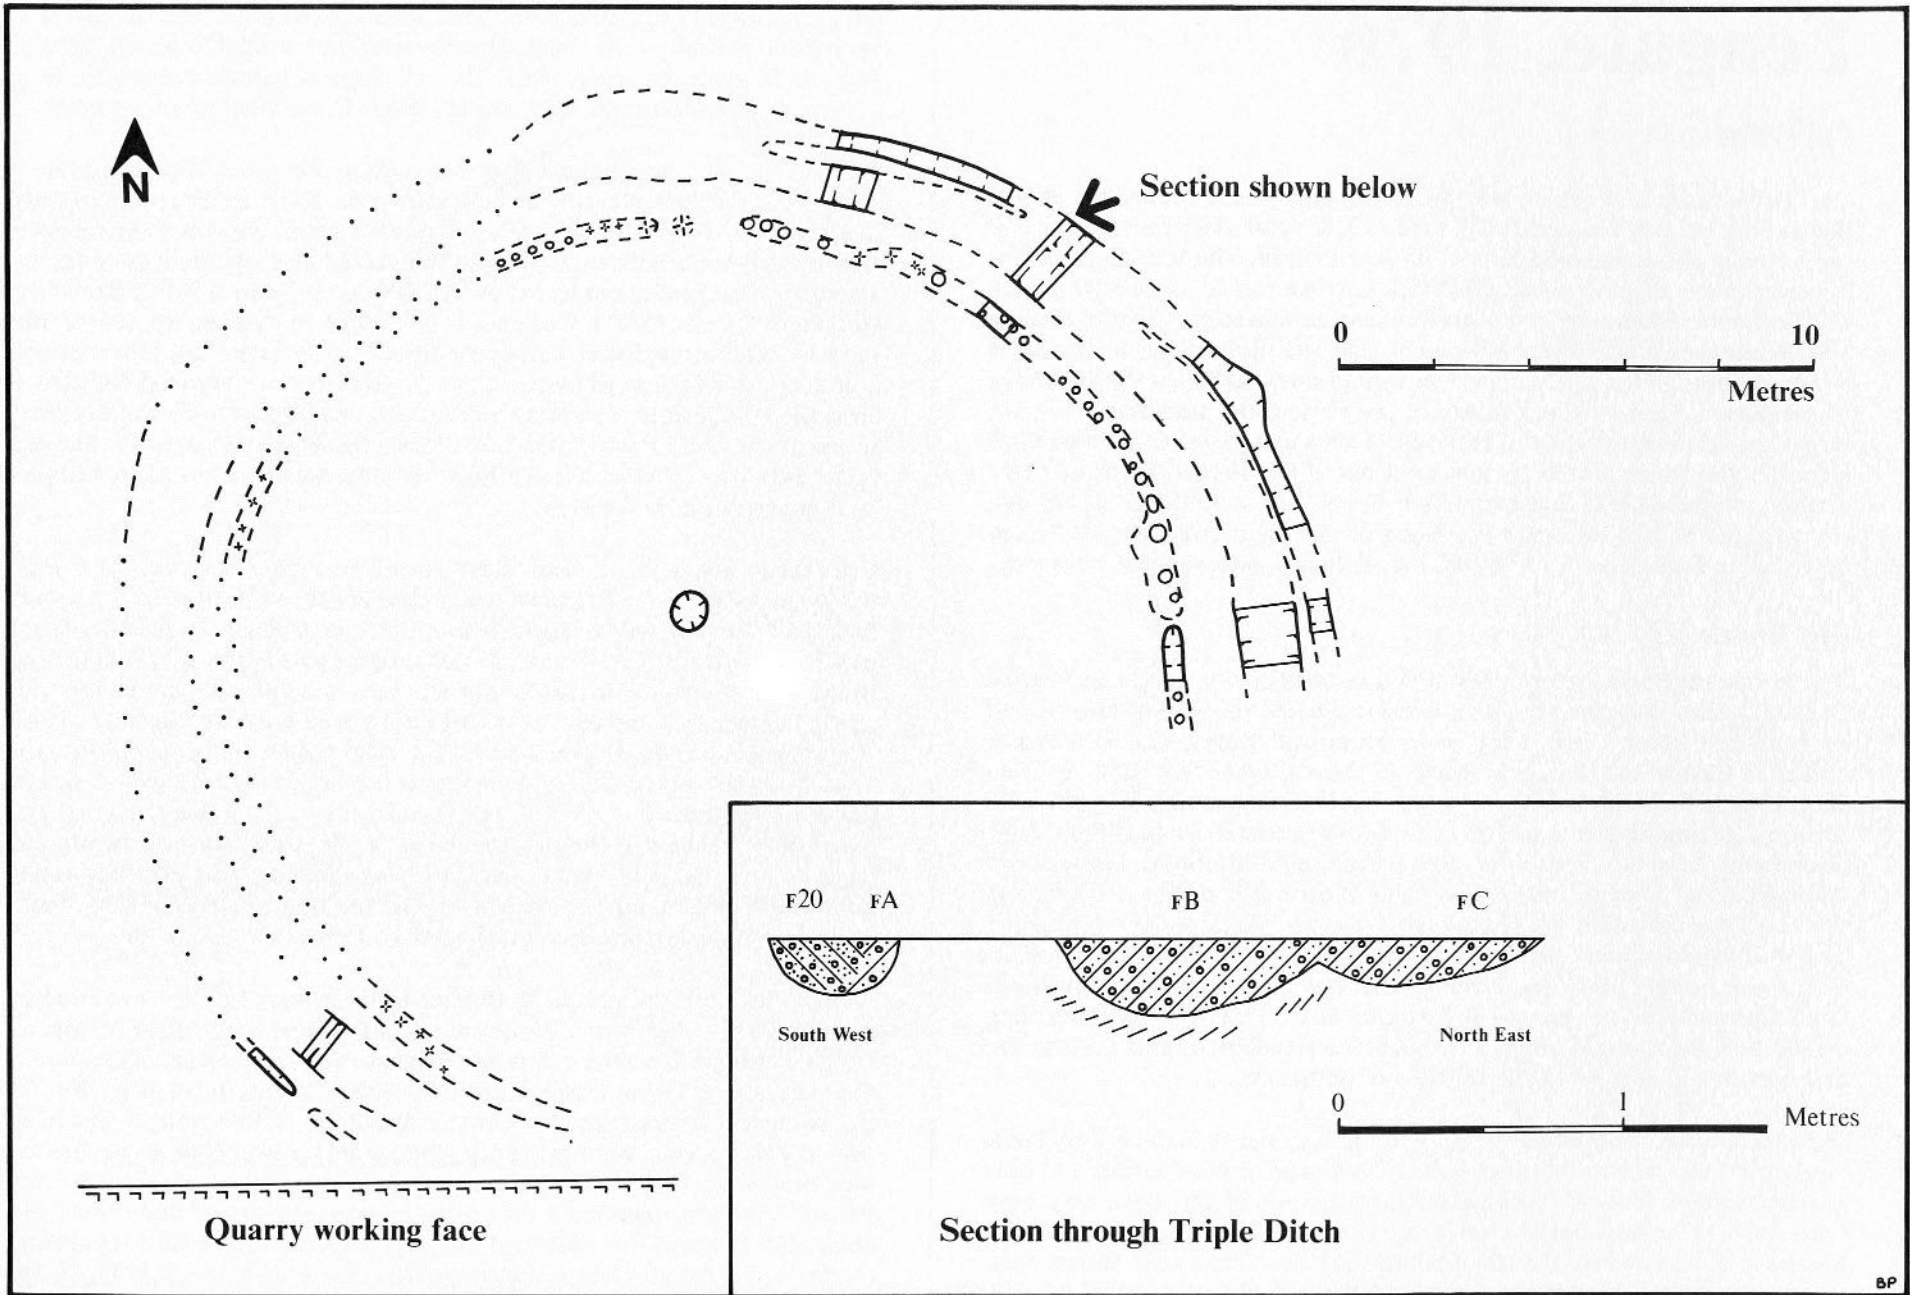 N
Section shown below
0 10
Metres
F20 FA FB FC
South West North East
0 1 Metres
Quarry working face
Section through Triple Ditch
BP